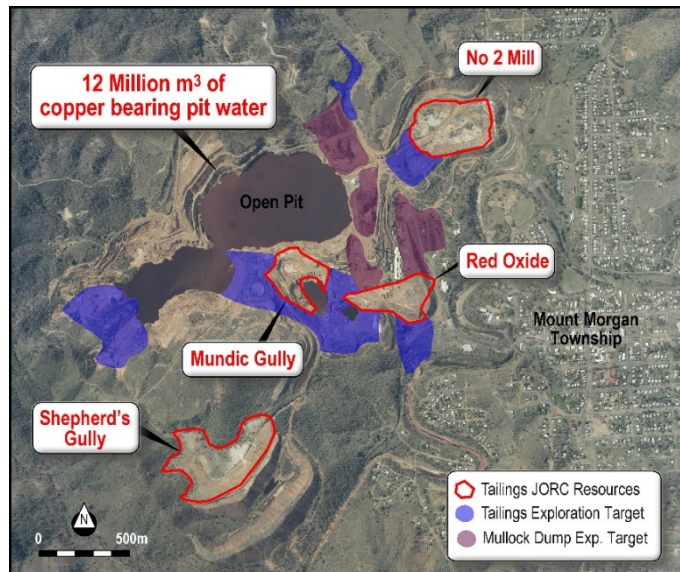 No 2 Mill
12 Million m³ of
copper bearing pit water
Open Pit
Red Oxide
Mount Morgan
Township
Mundic Gully
Shepherd's
Gully
Tailings JORC Resources
Tailings Exploration Target
Mullock Dump Exp. Target
N
0 500m